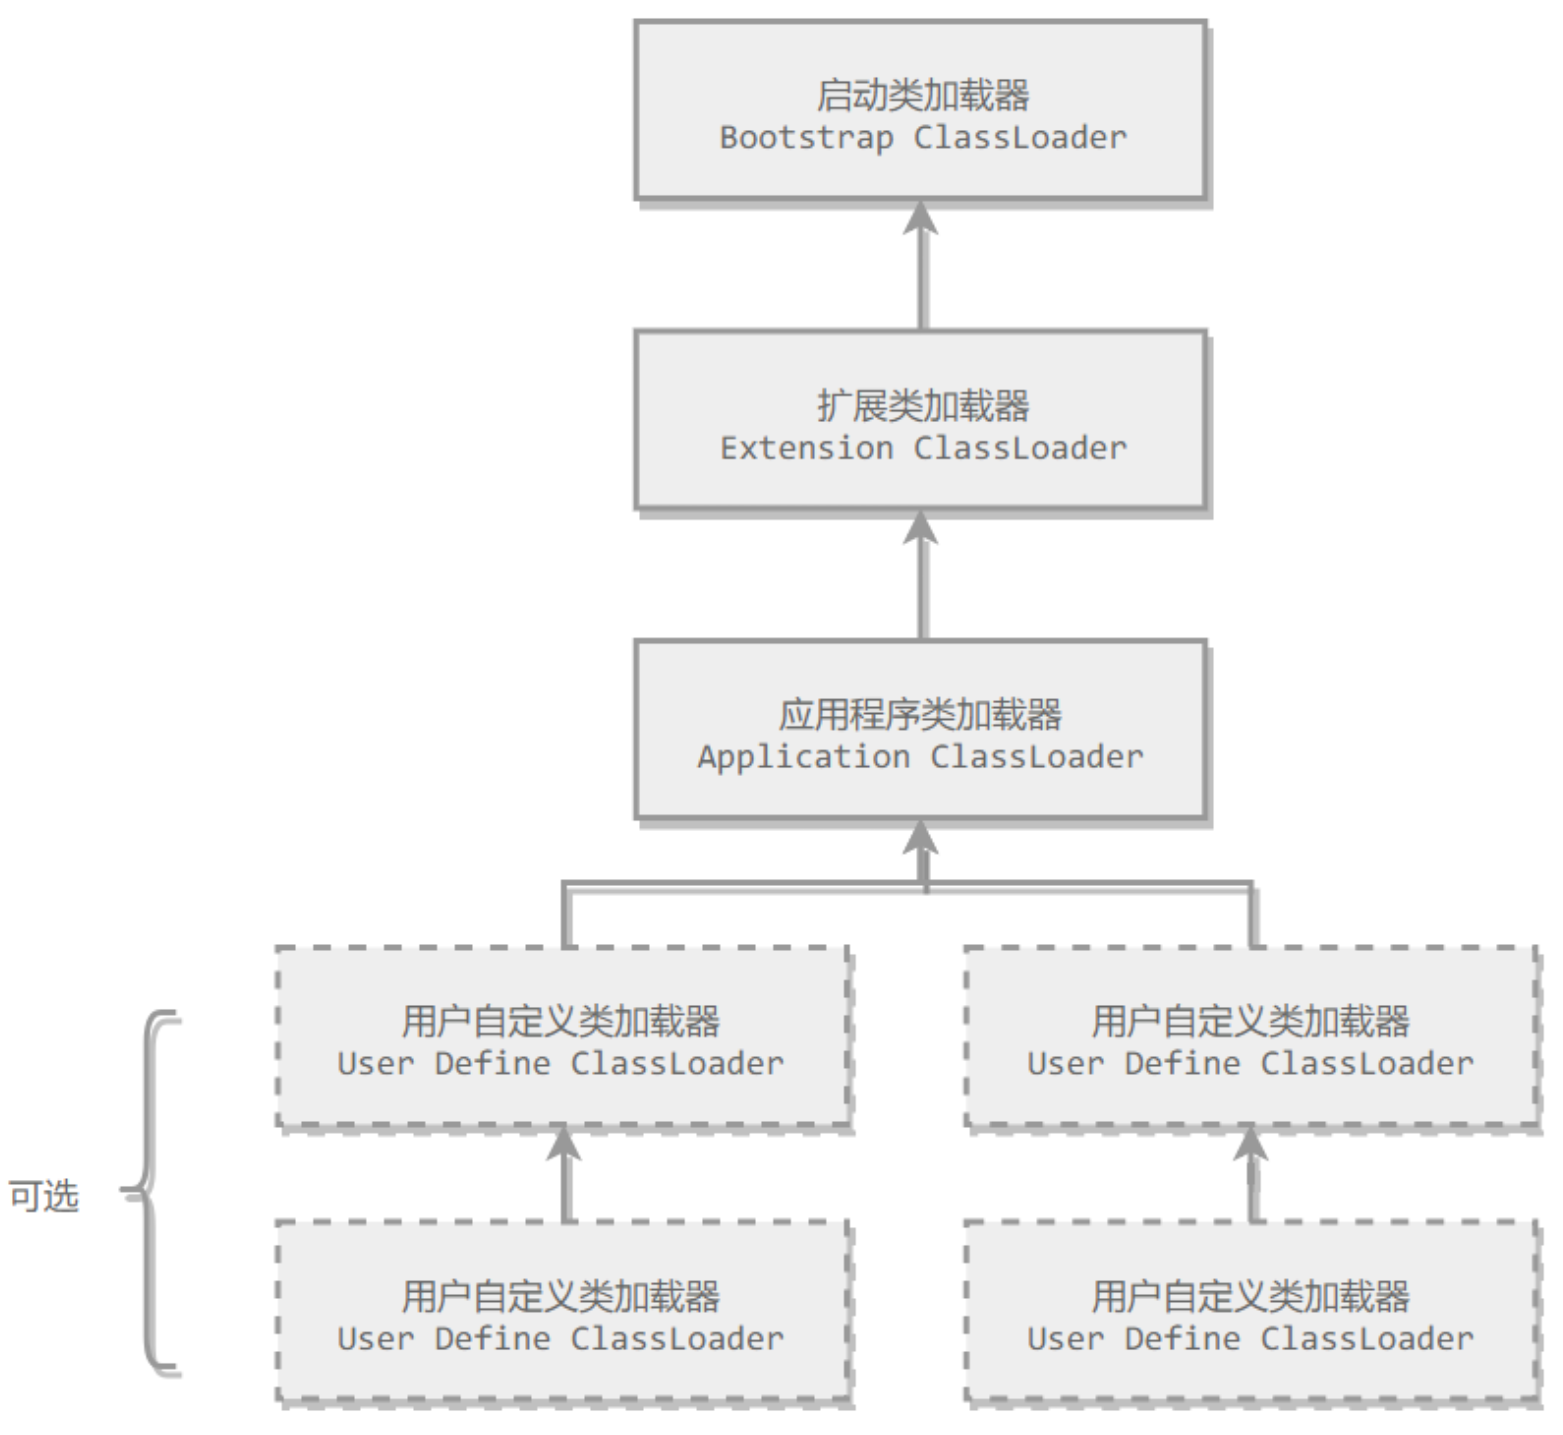 启动类加载器
Bootstrap ClassLoader
扩展类加载器
Extension ClassLoader
应用程序类加载器
Application ClassLoader
用户自定义类加载器
User Define ClassLoader
用户自定义类加载器
User Define ClassLoader
可选
用户自定义类加载器
User Define ClassLoader
用户自定义类加载器
User Define ClassLoader